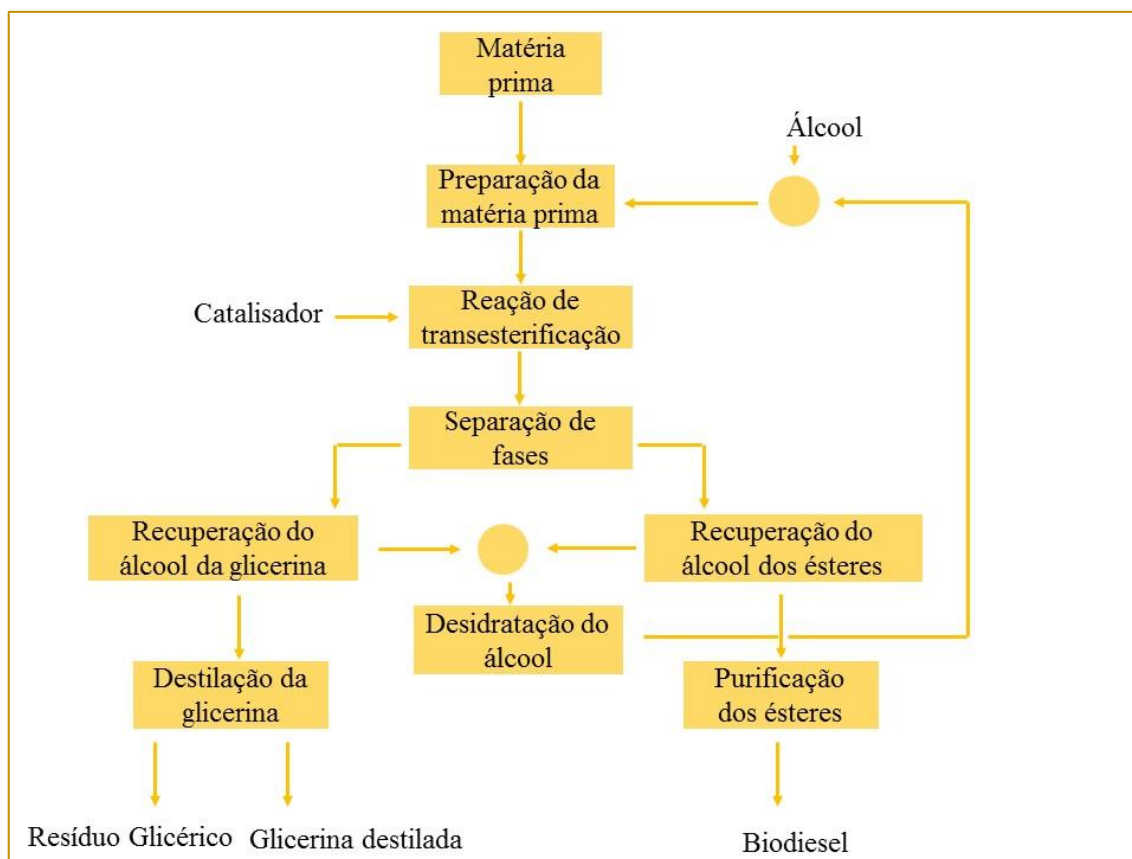 Matéria
prima
Álcool
Preparação da
matéria prima
Catalisador
Reação de
transesterificação
Separação de
fases
Recuperação do
álcool da glicerina
Recuperação do
álcool dos ésteres
Desidratação do
álcool
Destilação da
glicerina
Purificação
dos ésteres
Resíduo Glicérico
Glicerina destilada
Biodiesel